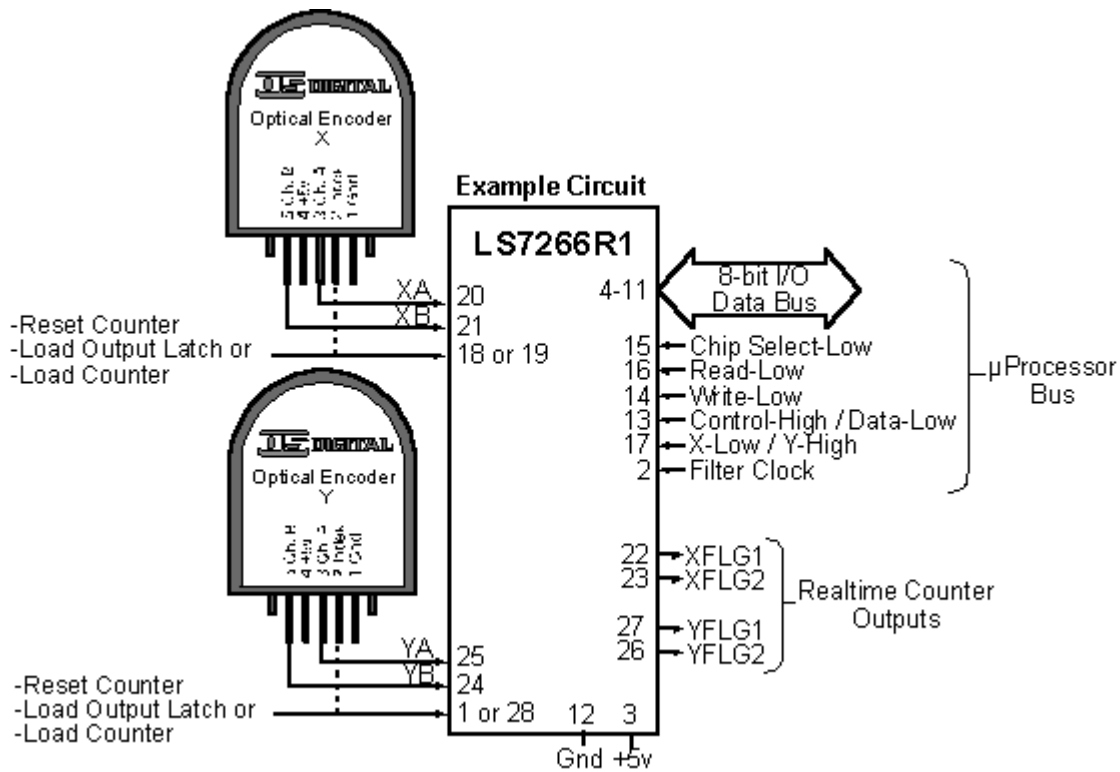 US DIGITAL
Optical Encoder
X
5 Ch. B
4 +5v
3 Ch. A
2 Index
1 Gnd
Example Circuit
LS7266R1
XA
20
XB
21
-Reset Counter
-Load Output Latch or
-Load Counter
18 or 19
4-11
8-bit I/O
Data Bus
15
Chip Select-Low
16
Read-Low
14
Write-Low
13
Control-High / Data-Low
17
X-Low / Y-High
2
Filter Clock
µProcessor
Bus
US DIGITAL
Optical Encoder
Y
5 Ch. B
4 +5v
3 Ch. A
2 Index
1 Gnd
22
XFLG1
23
XFLG2
27
YFLG1
26
YFLG2
Realtime Counter
Outputs
YA
25
YB
24
-Reset Counter
-Load Output Latch or
-Load Counter
1 or 28
12
3
Gnd +5v